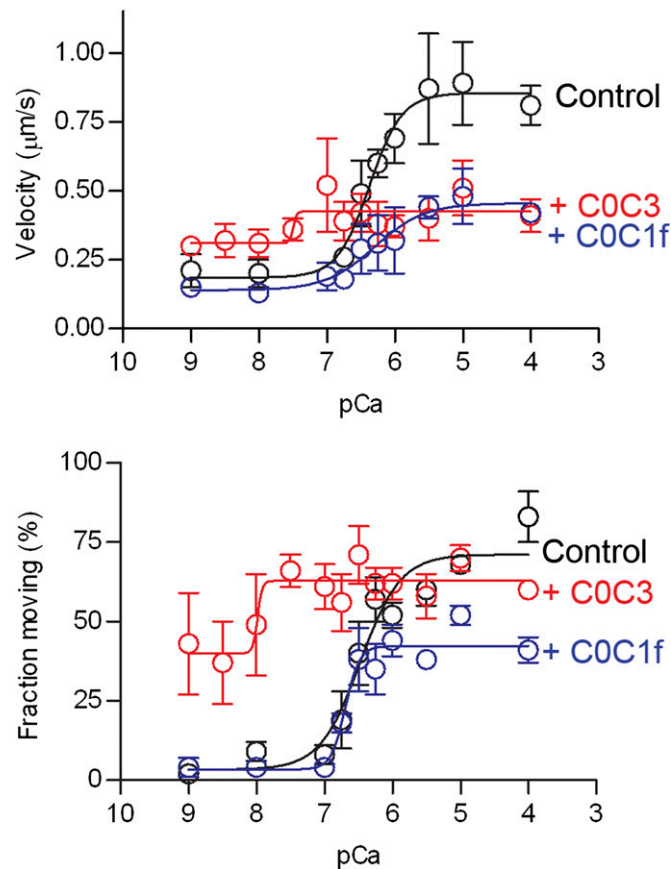 1.00
Control
0.75
Velocity (μm/s)
0.50
+ C0C3
+ C0C1f
0.25
0.00
10 9 8 7 6 5 4 3
pCa
100
75
Control
Fraction moving (%)
+ C0C3
50
+ C0C1f
25
0
10 9 8 7 6 5 4 3
pCa